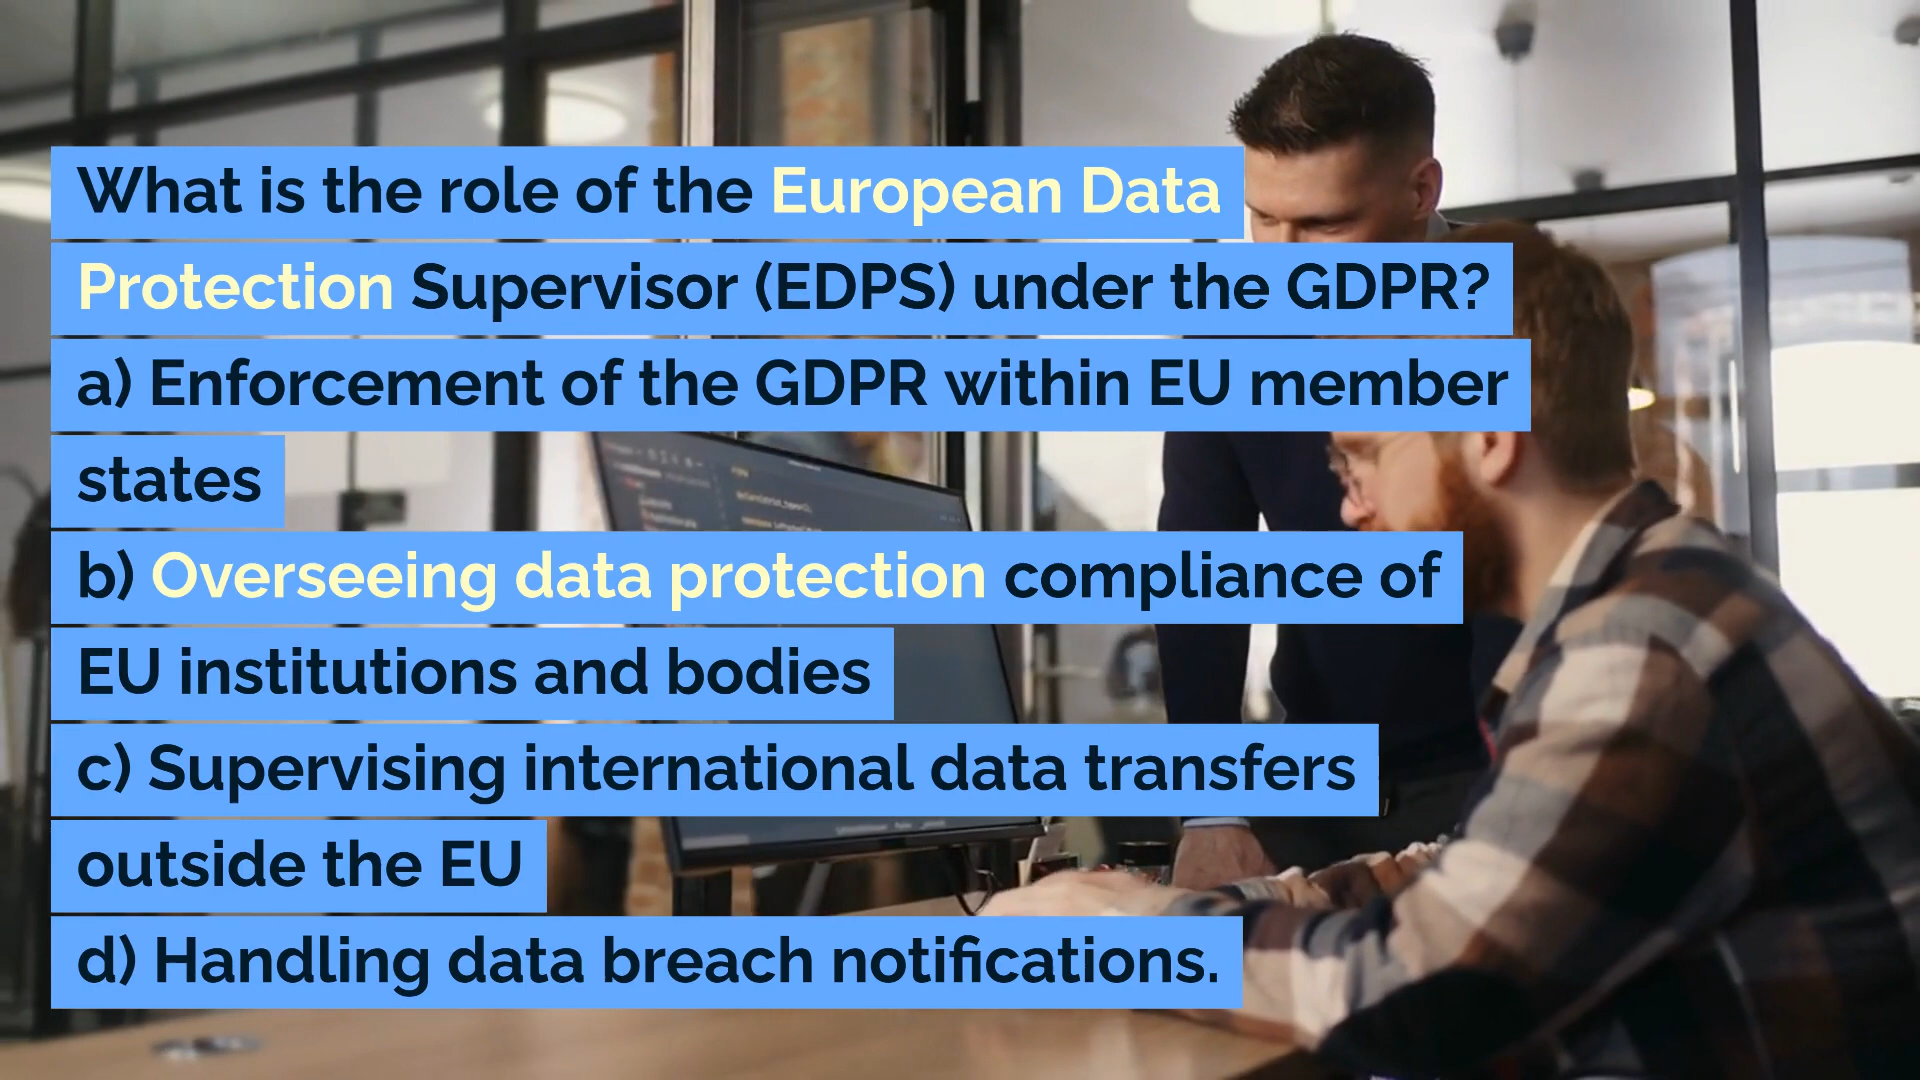 What is the role of the European Data
Protection Supervisor (EDPS) under the GDPR?
a) Enforcement of the GDPR within EU member
states
b) Overseeing data protection compliance of
EU institutions and bodies
c) Supervising international data transfers
outside the EU
d) Handling data breach notifications.